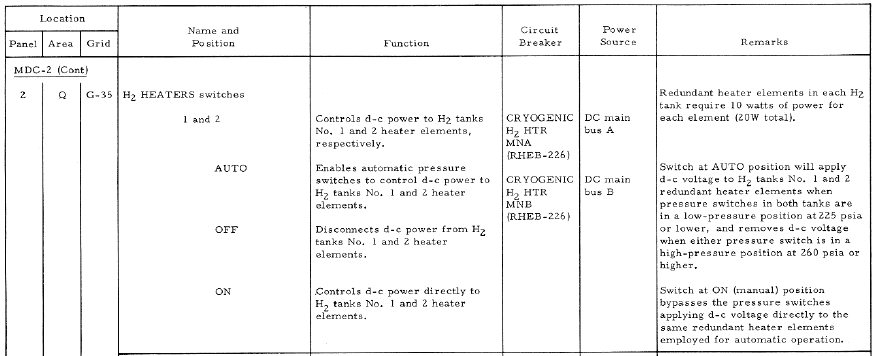 Location
Panel Area Grid
Name and
Position
Function
Circuit
Breaker
Power
Source
Remarks
MDC-2 (Cont)
2 Q G-35 H2 HEATERS switches
1 and 2
Controls d-c power to H2 tanks
No. 1 and 2 heater elements,
respectively.
CRYOGENIC
H2 HTR
MNA
(RHEB-226)
DC main
bus A
Redundant heater elements in each H2
tank require 10 watts of power for
each element (20W total).
AUTO
Enables automatic pressure
switches to control d-c power to
H2 tanks No. 1 and 2 heater
elements.
CRYOGENIC
H2 HTR
MNB
(RHEB-226)
DC main
bus B
Switch at AUTO position will apply
d-c voltage to H2 tanks No. 1 and 2
redundant heater elements when
pressure switches in both tanks are
in a low-pressure position at 225 psia
or lower, and removes d-c voltage
when either pressure switch is in a
high-pressure position at 260 psia or
higher.
OFF
Disconnects d-c power from H2
tanks No. 1 and 2 heater
elements.
ON
Controls d-c power directly to
H2 tanks No. 1 and 2 heater
elements.
Switch at ON (manual) position
bypasses the pressure switches
applying d-c voltage directly to the
same redundant heater elements
employed for automatic operation.